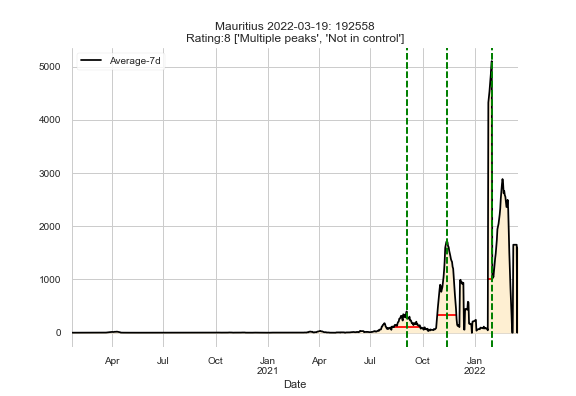 Mauritius 2022-03-19: 192558
Rating:8 ['Multiple peaks', 'Not in control']
Average-7d
5000
4000
3000
2000
1000
0
Apr
Jul
Oct
Jan
2021
Apr
Jul
Oct
Jan
2022
Date